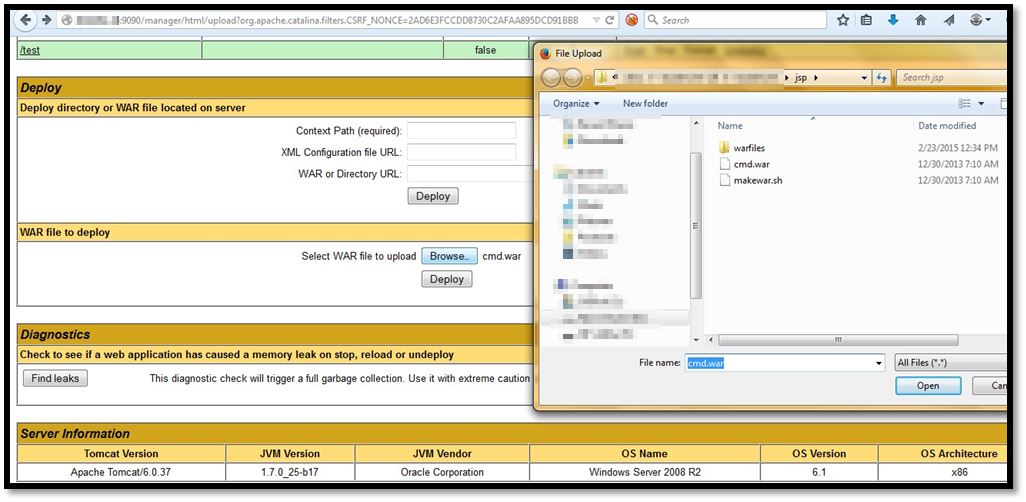 :9090/manager/html/upload?org.apache.catalina.filters.CSRF_NONCE=2AD6E3FCCDD8730C2AFAA895DCD91BBB
Search
/test false
File Upload
jsp
Search jsp
Organize
New folder
Name
Date modified
warfiles 2/23/2015 12:34 PM
cmd.war 12/30/2013 7:10 AM
makewar.sh 12/30/2013 7:10 AM
File name: cmd.war
All Files (*.*)
Open
Can
Deploy
Deploy directory or WAR file located on server
Context Path (required):
XML Configuration file URL:
WAR or Directory URL:
Deploy
WAR file to deploy
Select WAR file to upload Browse.. cmd.war
Deploy
Diagnostics
Check to see if a web application has caused a memory leak on stop, reload or undeploy
Find leaks This diagnostic check will trigger a full garbage collection. Use it with extreme caution
Server Information
Tomcat Version JVM Version JVM Vendor OS Name OS Version OS Architecture
Apache Tomcat/6.0.37 1.7.0_25-b17 Oracle Corporation Windows Server 2008 R2 6.1 x86